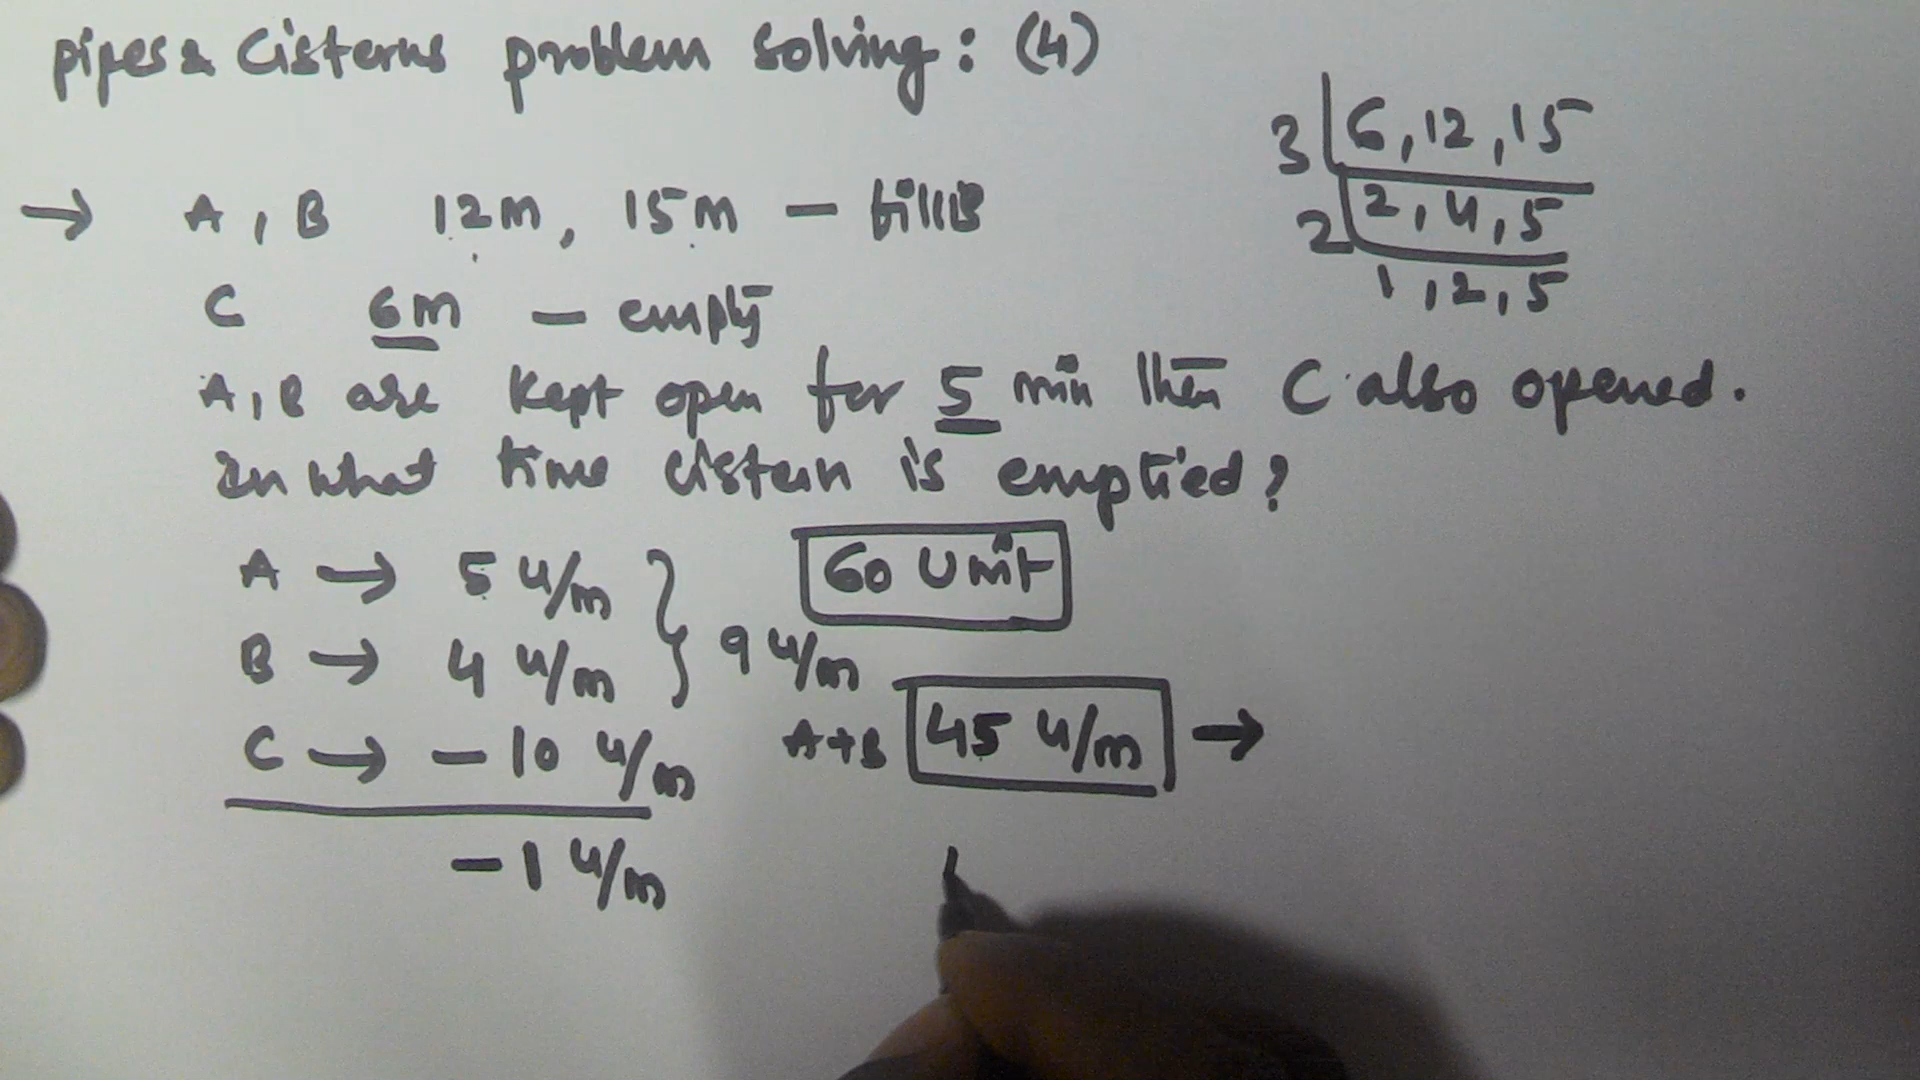 pipes & Cisterns problem solving: (4)
3 | 6, 12, 15
2 | 2, 4, 5
1, 2, 5
→ A, B 12m, 15m – fills
C 6m – empty
A, B are kept open for 5 min then C also opened.
In what time cistern is emptied?
60 Unit
A → 5 u/m
B → 4 u/m } 9 u/m
C → – 10 u/m A+B 45 u/m →
– 1 u/m